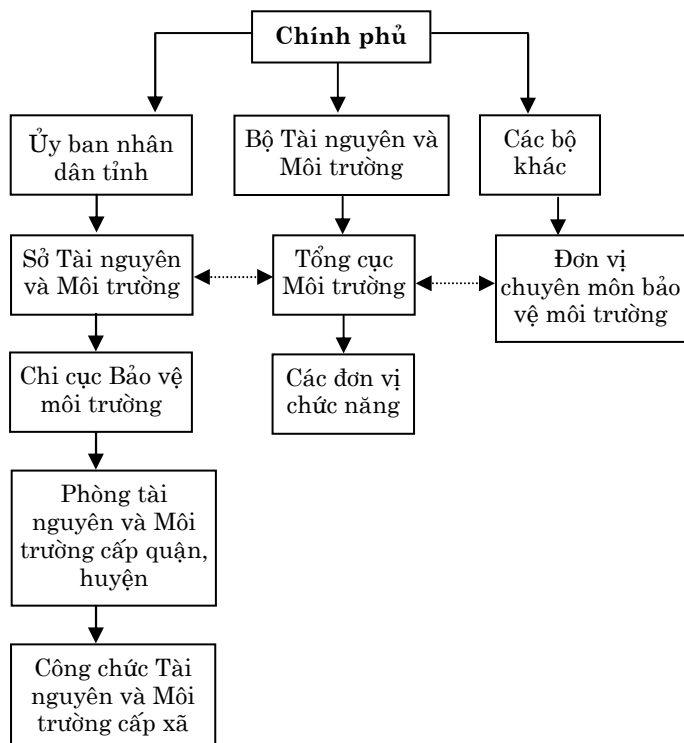 Chính phủ
Ủy ban nhân
dân tỉnh
Bộ Tài nguyên và
Môi trường
Các bộ
khác
Sở Tài nguyên
và Môi trường
Tổng cục
Môi trường
Đơn vị
chuyên môn bảo
vệ môi trường
Chi cục Bảo vệ
môi trường
Các đơn vị
chức năng
Phòng tài
nguyên và Môi
trường cấp quận,
huyện
Công chức Tài
nguyên và Môi
trường cấp xã